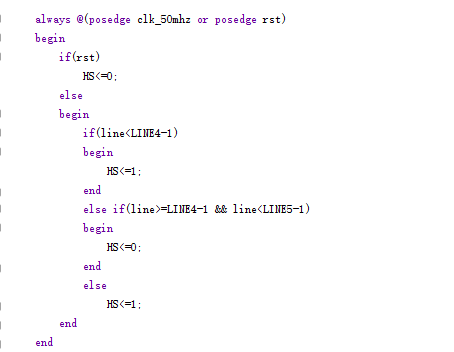 always @(posedge clk_50mhz or posedge rst)
begin
    if(rst)
        HS<=0;
    else
    begin
        if(line<LINE4-1)
        begin
            HS<=1;
        end
        else if(line>=LINE4-1 && line<LINE5-1)
        begin
            HS<=0;
        end
        else
            HS<=1;
    end
end